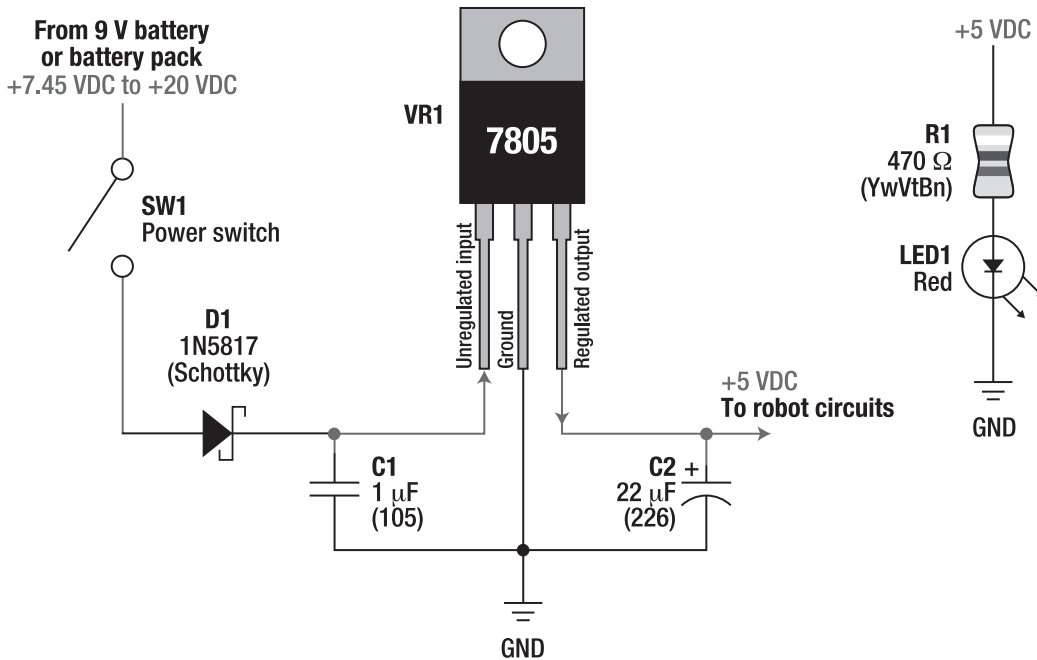 From 9 V battery
or battery pack
+7.45 VDC to +20 VDC
SW1
Power switch
D1
1N5817
(Schottky)
VR1
7805
Unregulated input
Ground
Regulated output
C1
1 μF
(105)
C2 +
22 μF
(226)
GND
+5 VDC
To robot circuits
+5 VDC
R1
470 Ω
(YwVtBn)
LED1
Red
GND